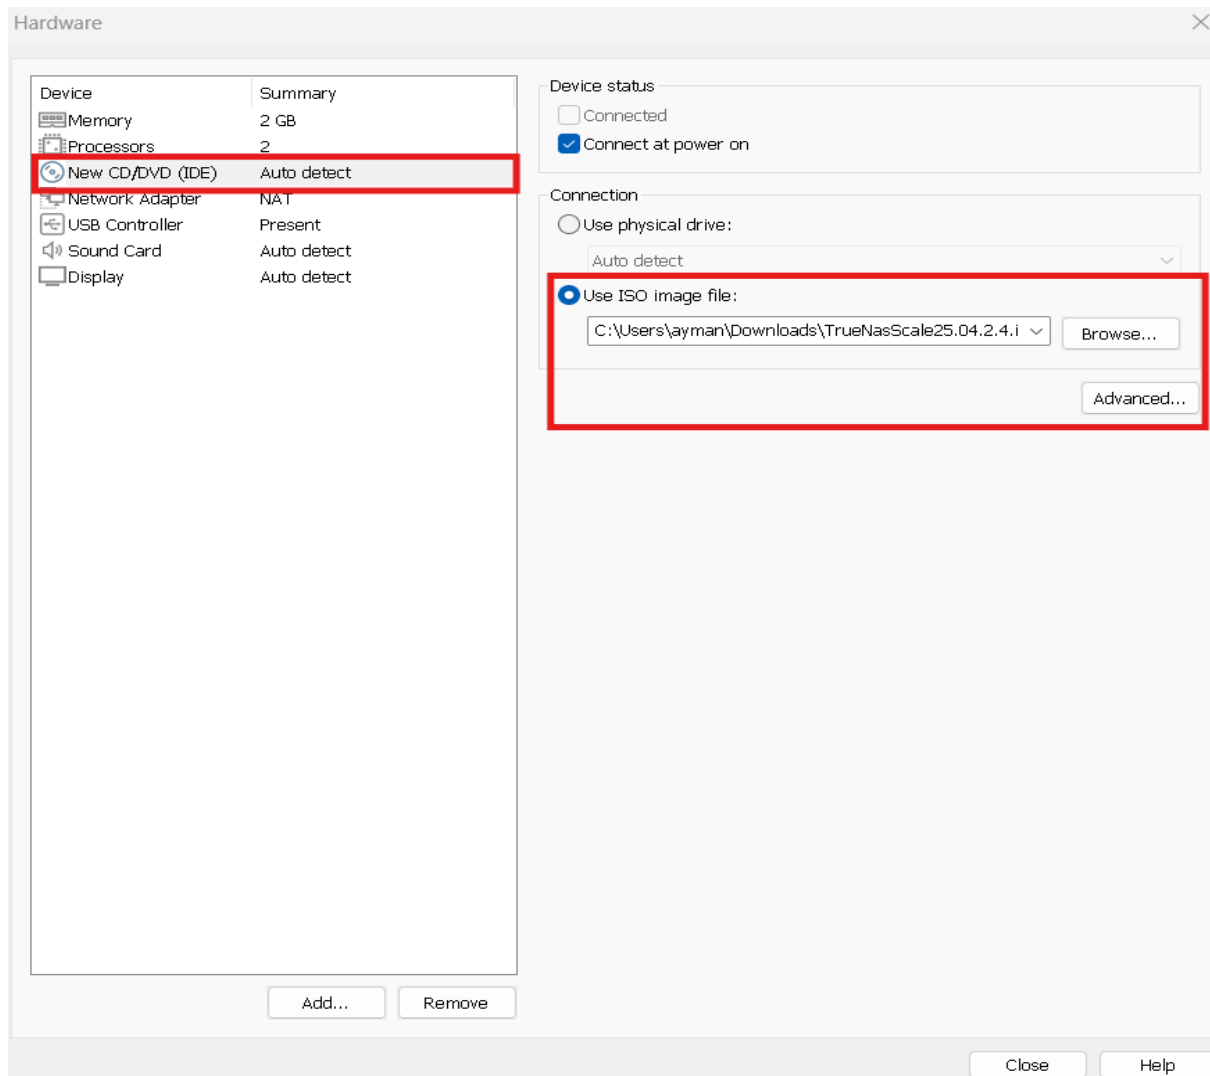 Hardware
Device Summary
Memory 2 GB
Processors 2
New CD/DVD (IDE) Auto detect
Network Adapter NAT
USB Controller Present
Sound Card Auto detect
Display Auto detect
Add... Remove
Device status
Connected
Connect at power on
Connection
Use physical drive:
Auto detect
Use ISO image file:
C:\Users\ayman\Downloads\TrueNasScale25.04.2.4.i Browse...
Advanced...
Close Help